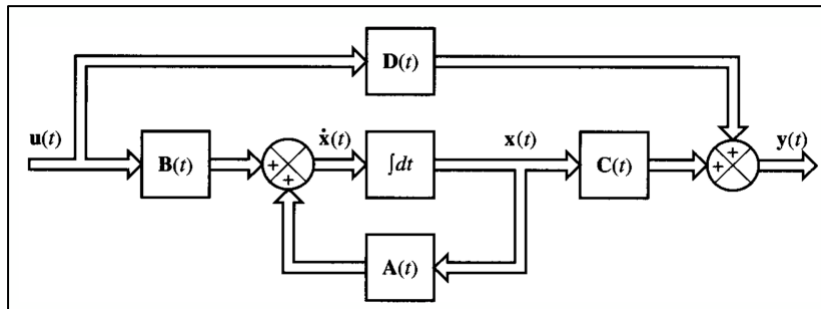 D(t)
u(t)
B(t)
+
+
ẋ(t)
∫dt
x(t)
C(t)
+
+
y(t)
A(t)